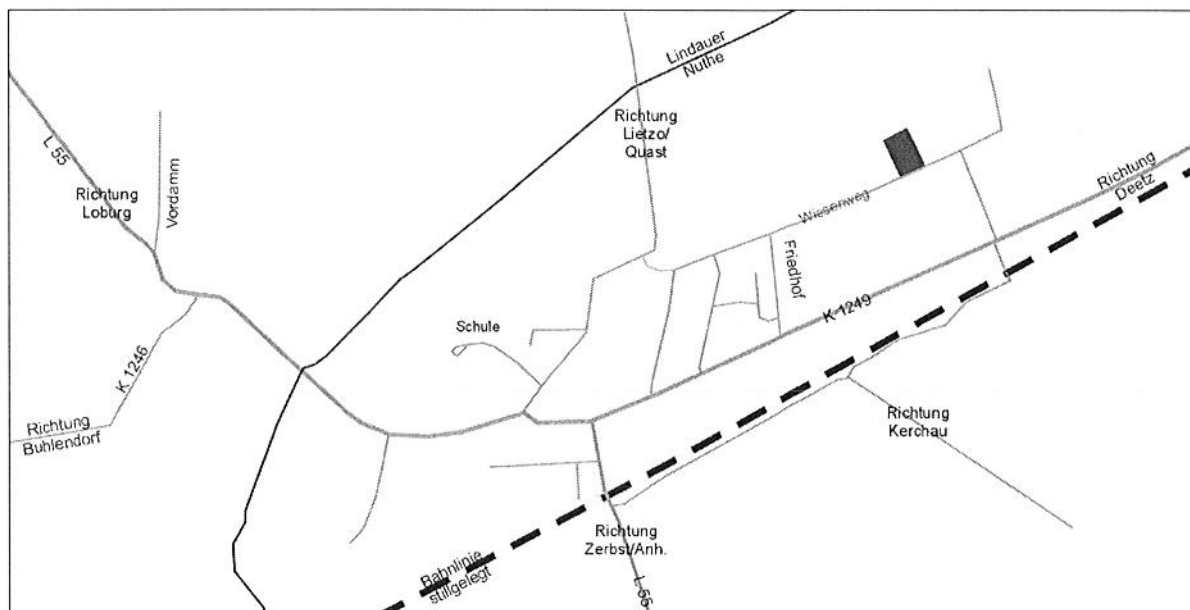 Lindauer
Nuthe
Richtung
Lietzo/
Quast
L 55
Richtung
Loburg
Vordamm
Richtung
Deetz
Wiesenweg
Friedhof
K 1249
Schule
K 1246
Richtung
Buhlendorf
Richtung
Kerchau
Richtung
Zerbst/Anh.
Bahnlinie
stillgelegt
L 55